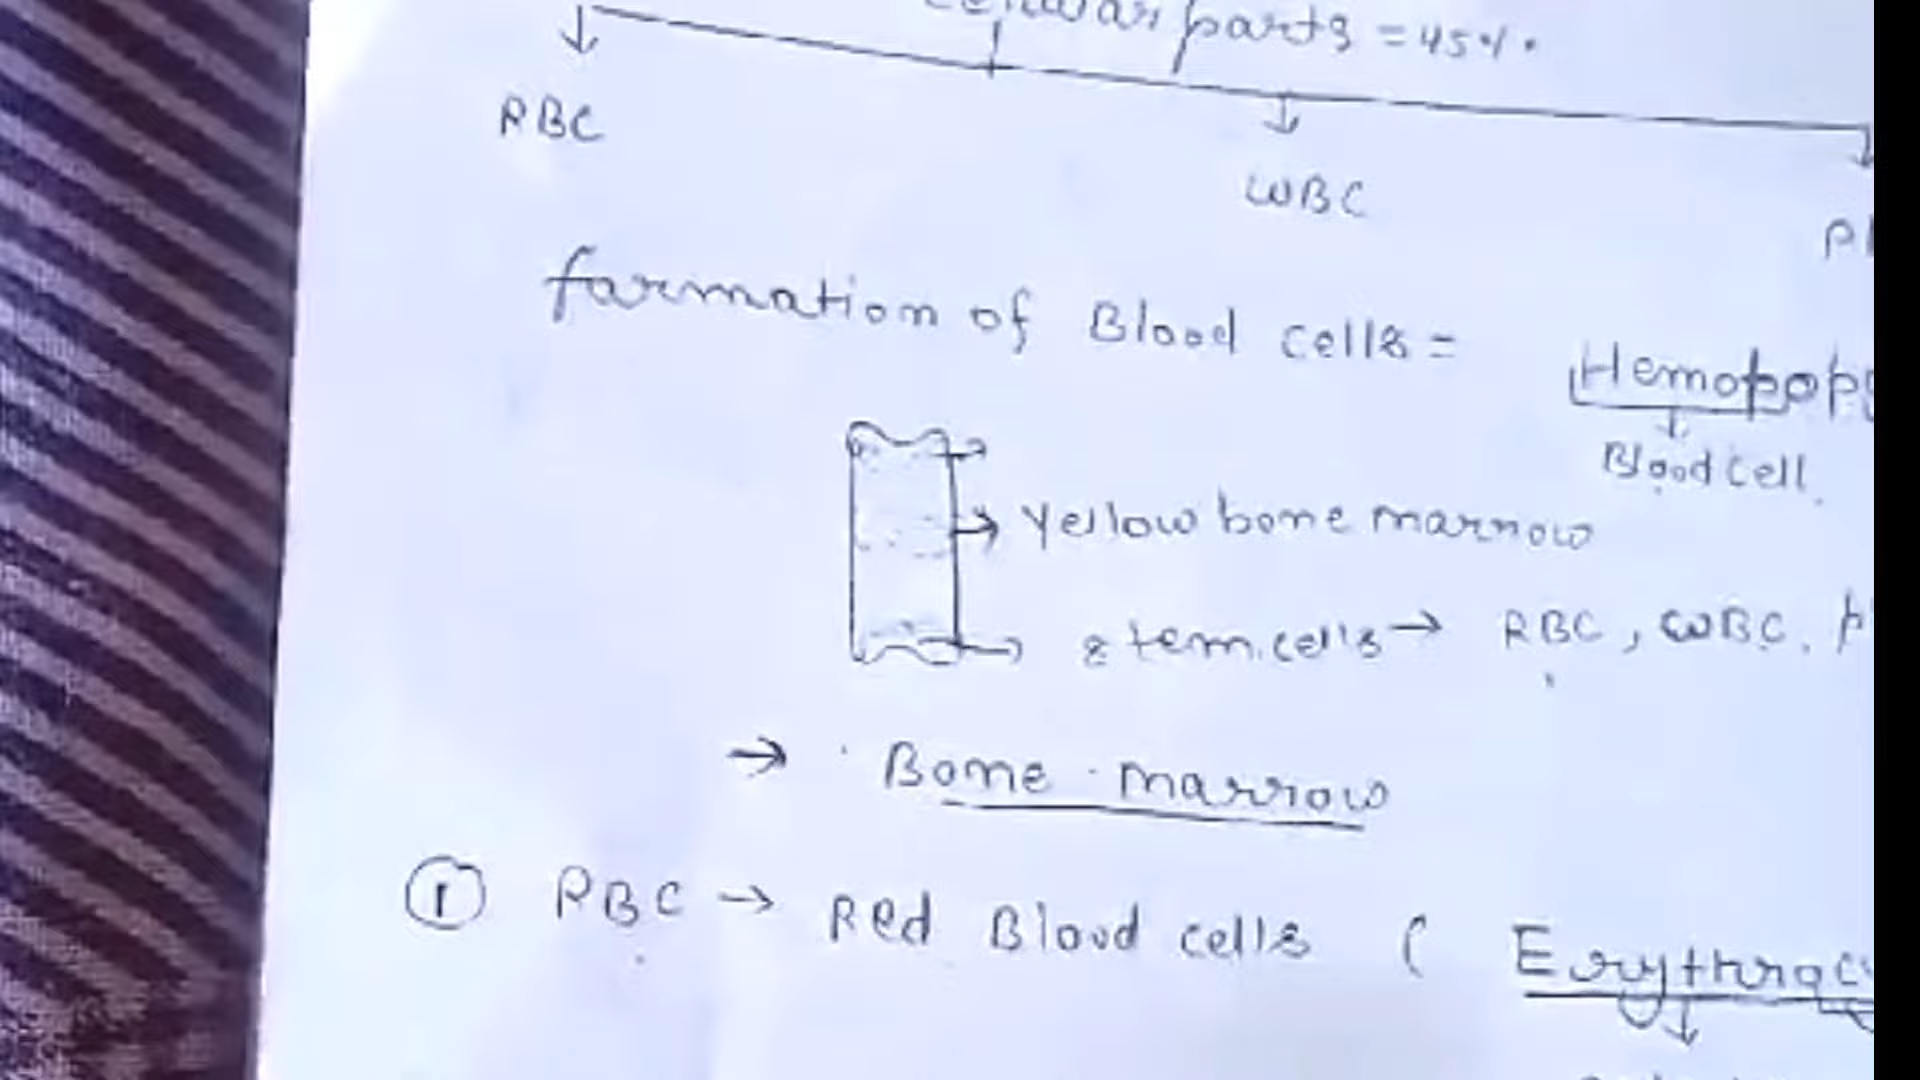 parts = 45%.
RBC
WBC
farmation of Blood cells =
Blood cell
Yellow bone marrow
stem cells → RBC, WBC,
→ Bone marrow
① RBC → Red Blood cells (